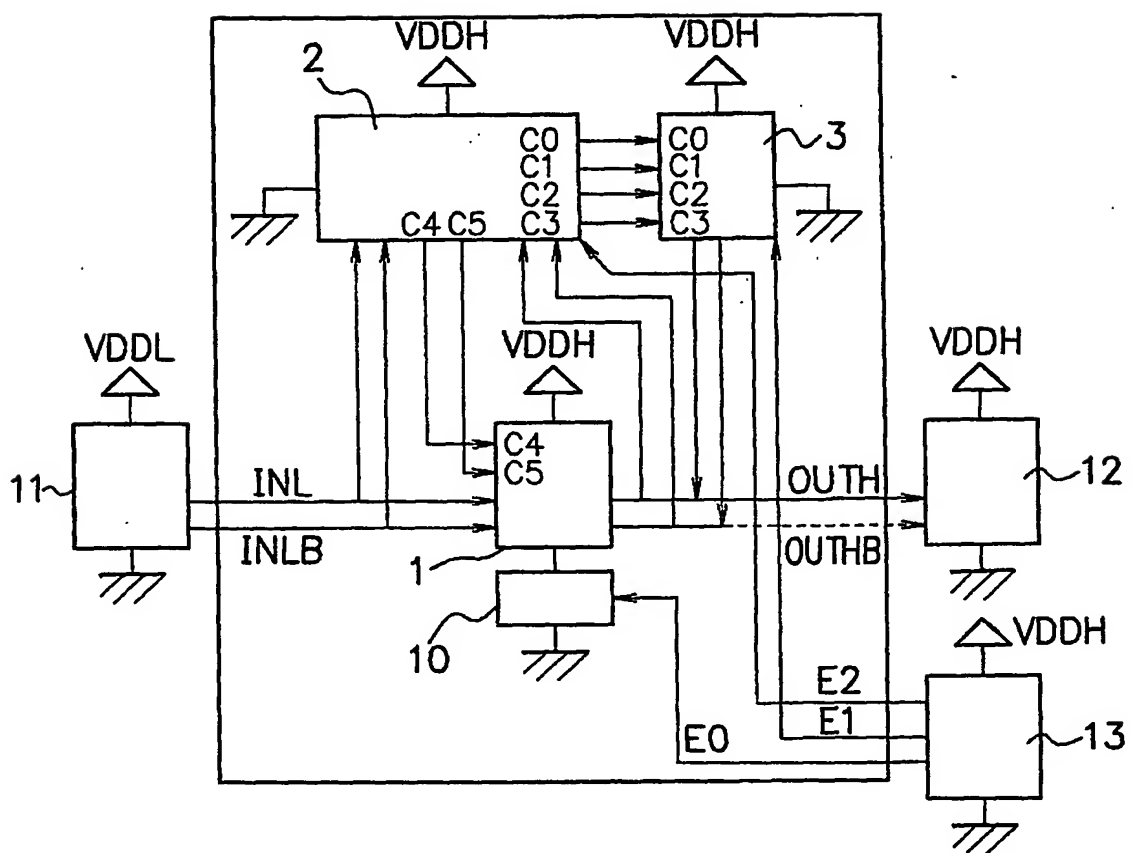 VDDH VDDH
2
C0 C0 3
C1 C1
C2 C2
C4 C5 C3 C3
VDDL VDDH VDDH
C4
11 INL C5 OUTH 12
INLB OUTHB
1
10 VDDH
E2
E0 E1 13